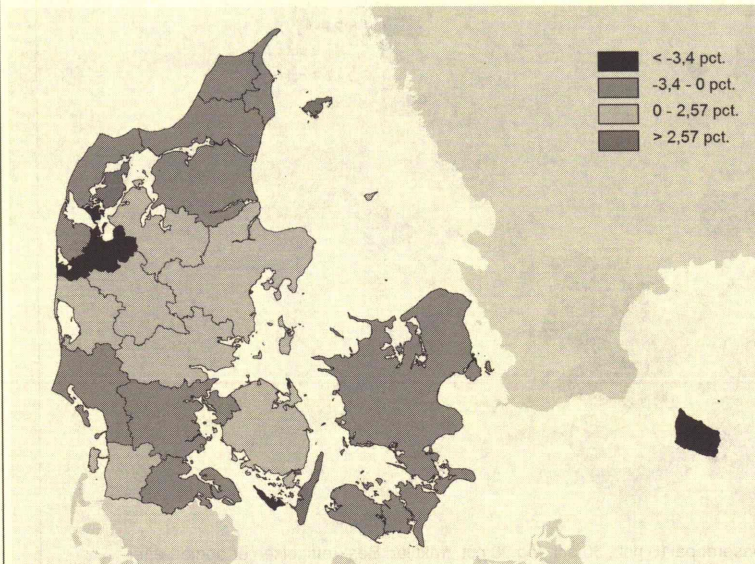 < -3,4 pct.
-3,4 - 0 pct.
0 - 2,57 pct.
> 2,57 pct.